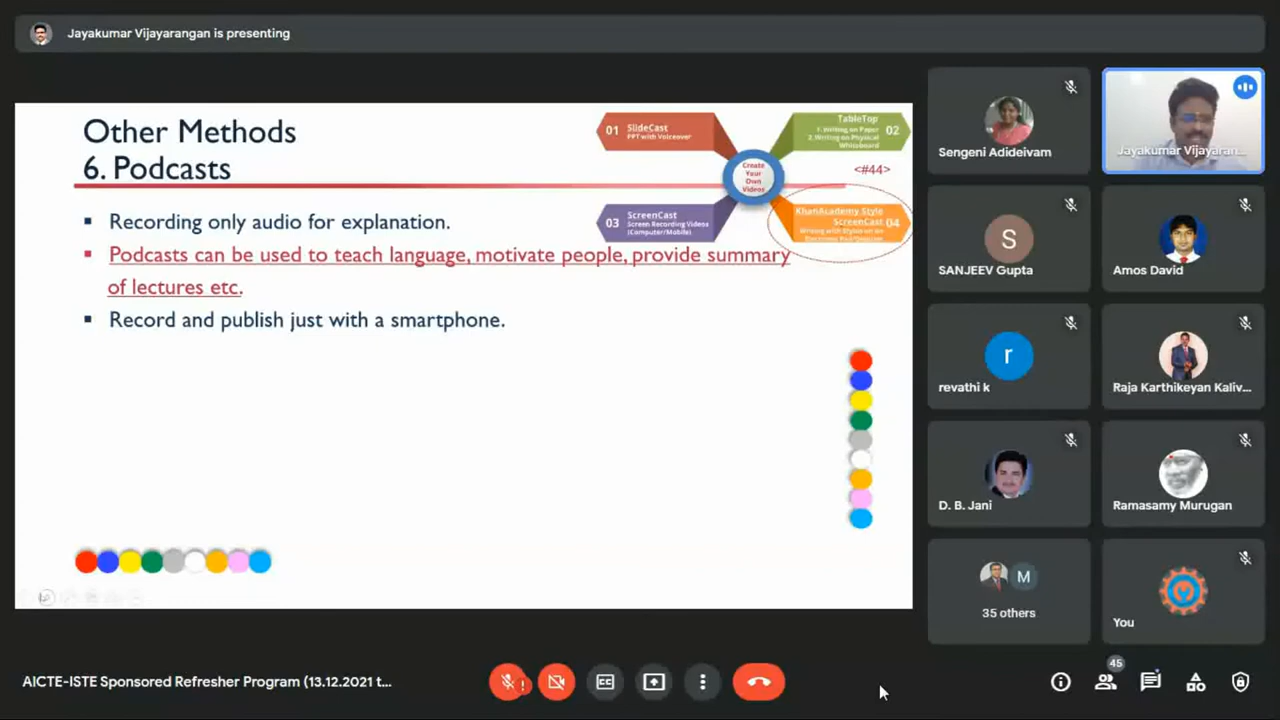 Jayakumar Vijayarangan is presenting
Other Methods
6. Podcasts
01 SlideCast
PPT with Voiceover
TableTop 02
1. Writing on Paper
2. Writing on Physical
Whiteboard
Create
Your
Own
Videos
<#44>
03 ScreenCast
Screen Recording Videos
(Computer/Mobile)
KhanAcademy Style
ScreenCast 04
▪ Recording only audio for explanation.
▪ Podcasts can be used to teach language, motivate people, provide summary
of lectures etc.
▪ Record and publish just with a smartphone.
Sengeni Adideivam
Jayakumar Vijayaran...
S
SANJEEV Gupta
Amos David
r
revathi k
Raja Karthikeyan Kaliv...
D. B. Jani
Ramasamy Murugan
M
35 others
You
AICTE-ISTE Sponsored Refresher Program (13.12.2021 t...
CC
45